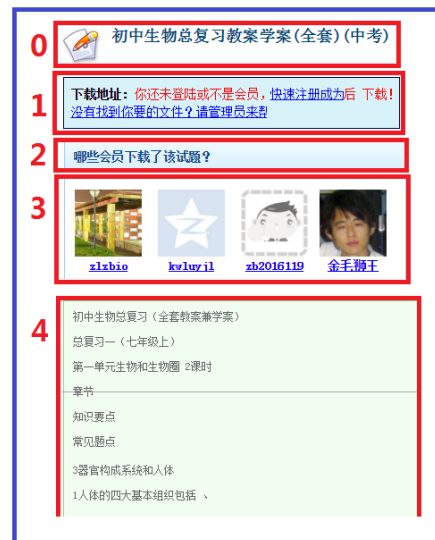 0
初中生物总复习教案学案(全套)(中考)
1
下载地址：你还未登陆或不是会员，快速注册成为后 下载！
没有找到你要的文件？请管理员来帮
2
哪些会员下载了该试题？
3
zlzbio kwluyjl zb2016119 金毛狮王
4
初中生物总复习（全套教案兼学案）
总复习一（七年级上）
第一单元生物和生物圈 2课时
章节
知识要点
常见题点
3器官构成系统和人体
1人体的四大基本组织包括 、